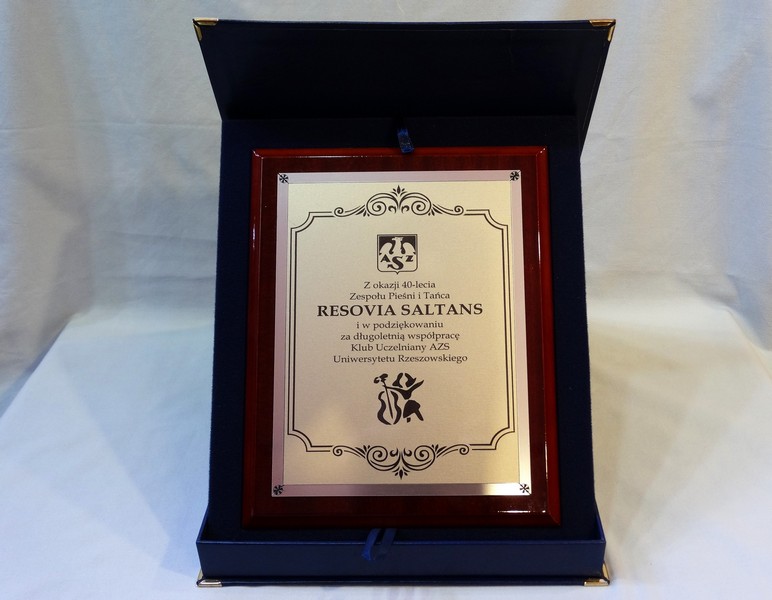 AZS
Z okazji 40-lecia
Zespołu Pieśni i Tańca
RESOVIA SALTANS
i w podziękowaniu
za długoletnią współpracę
Klub Uczelniany AZS
Uniwersytetu Rzeszowskiego